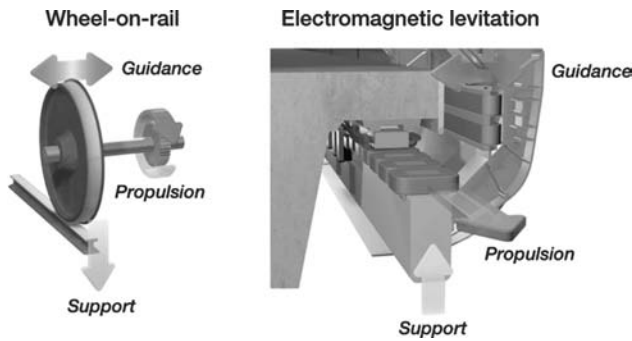 Wheel-on-rail
Guidance
Propulsion
Support
Electromagnetic levitation
Guidance
Propulsion
Support